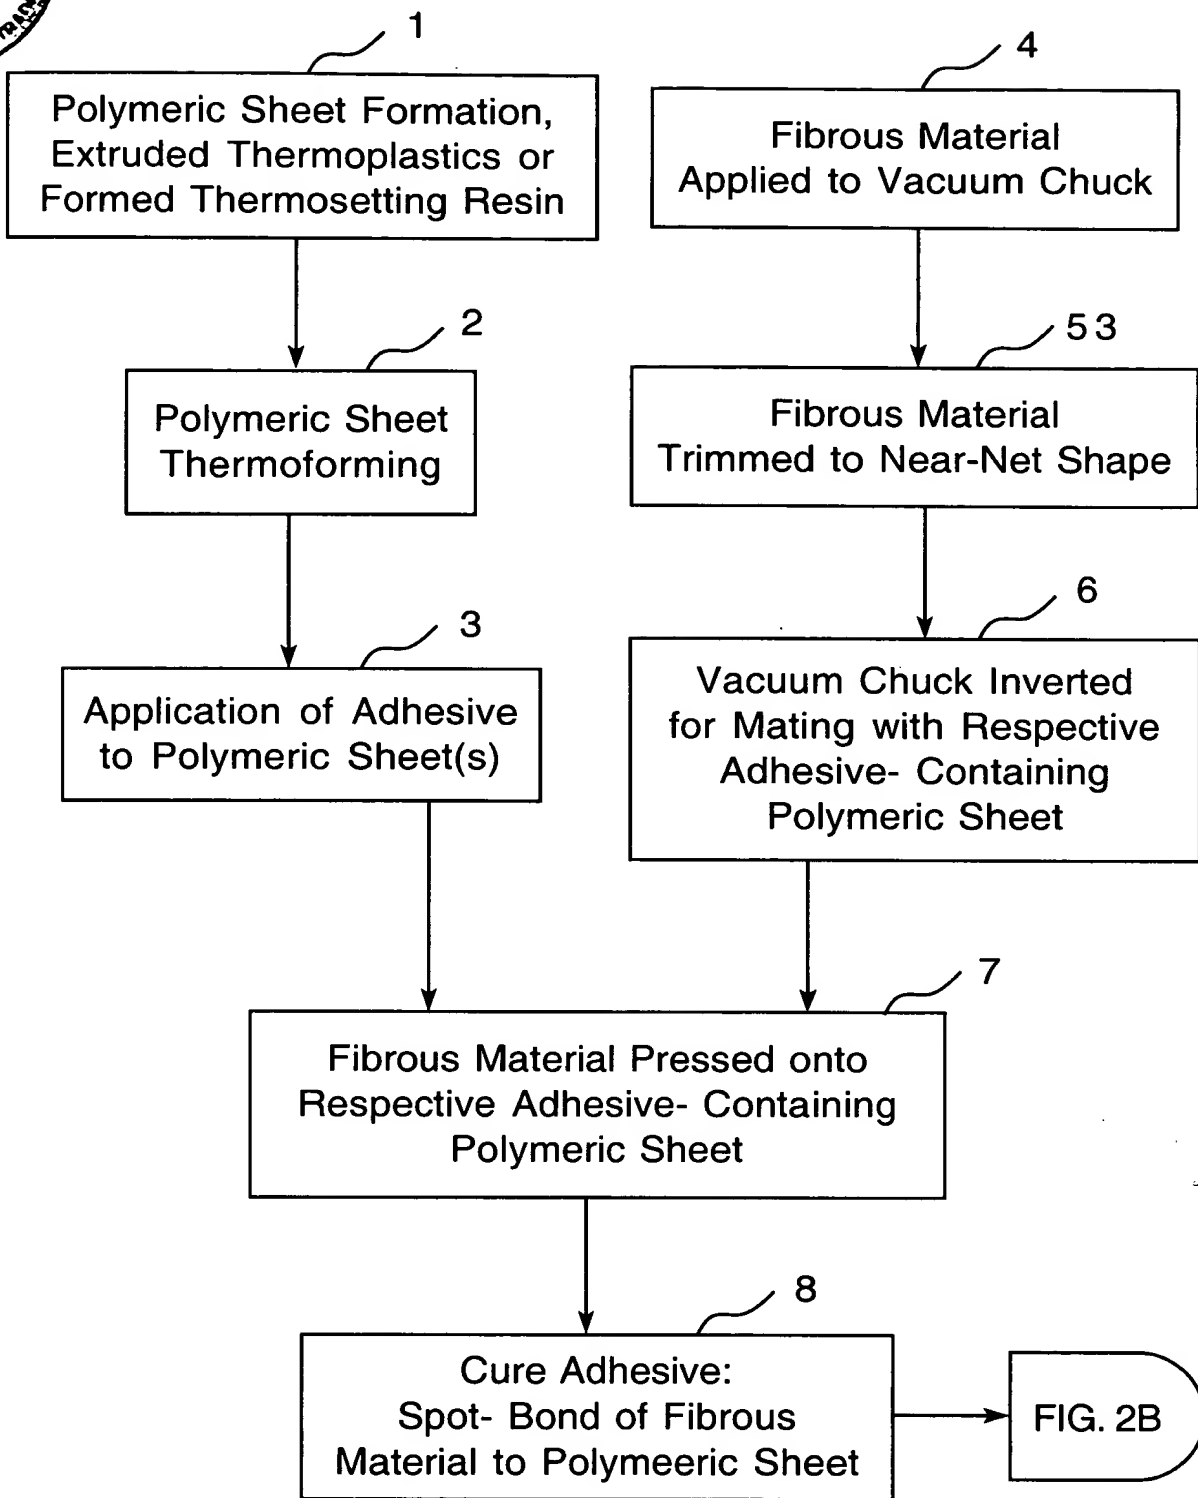 1
Polymeric Sheet Formation,
Extruded Thermoplastics or
Formed Thermosetting Resin
2
Polymeric Sheet
Thermoforming
3
Application of Adhesive
to Polymeric Sheet(s)
4
Fibrous Material
Applied to Vacuum Chuck
53
Fibrous Material
Trimmed to Near-Net Shape
6
Vacuum Chuck Inverted
for Mating with Respective
Adhesive- Containing
Polymeric Sheet
7
Fibrous Material Pressed onto
Respective Adhesive- Containing
Polymeric Sheet
8
Cure Adhesive:
Spot- Bond of Fibrous
Material to Polymeeric Sheet
FIG. 2B